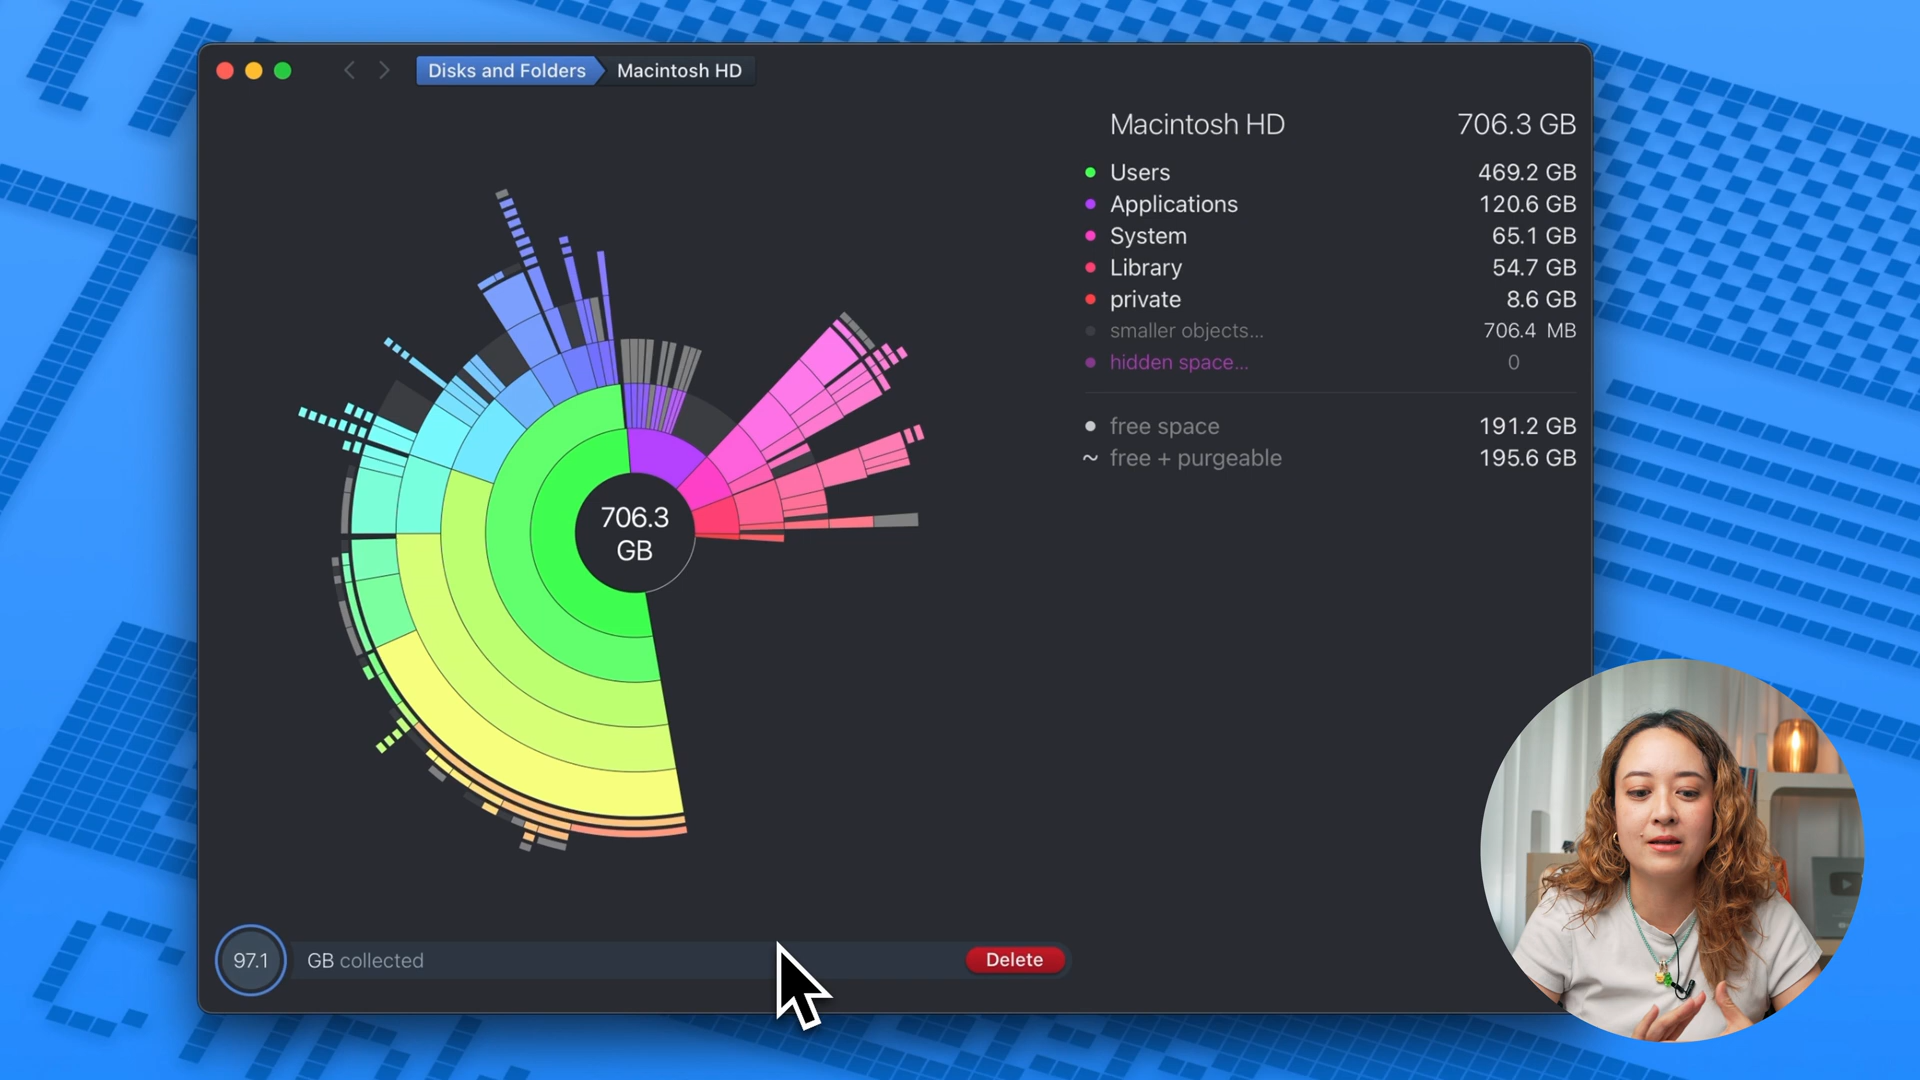 Disks and Folders Macintosh HD
Macintosh HD 706.3 GB
Users 469.2 GB
Applications 120.6 GB
System 65.1 GB
Library 54.7 GB
private 8.6 GB
smaller objects... 706.4 MB
hidden space... 0
free space 191.2 GB
~ free + purgeable 195.6 GB
706.3
GB
97.1 GB collected Delete